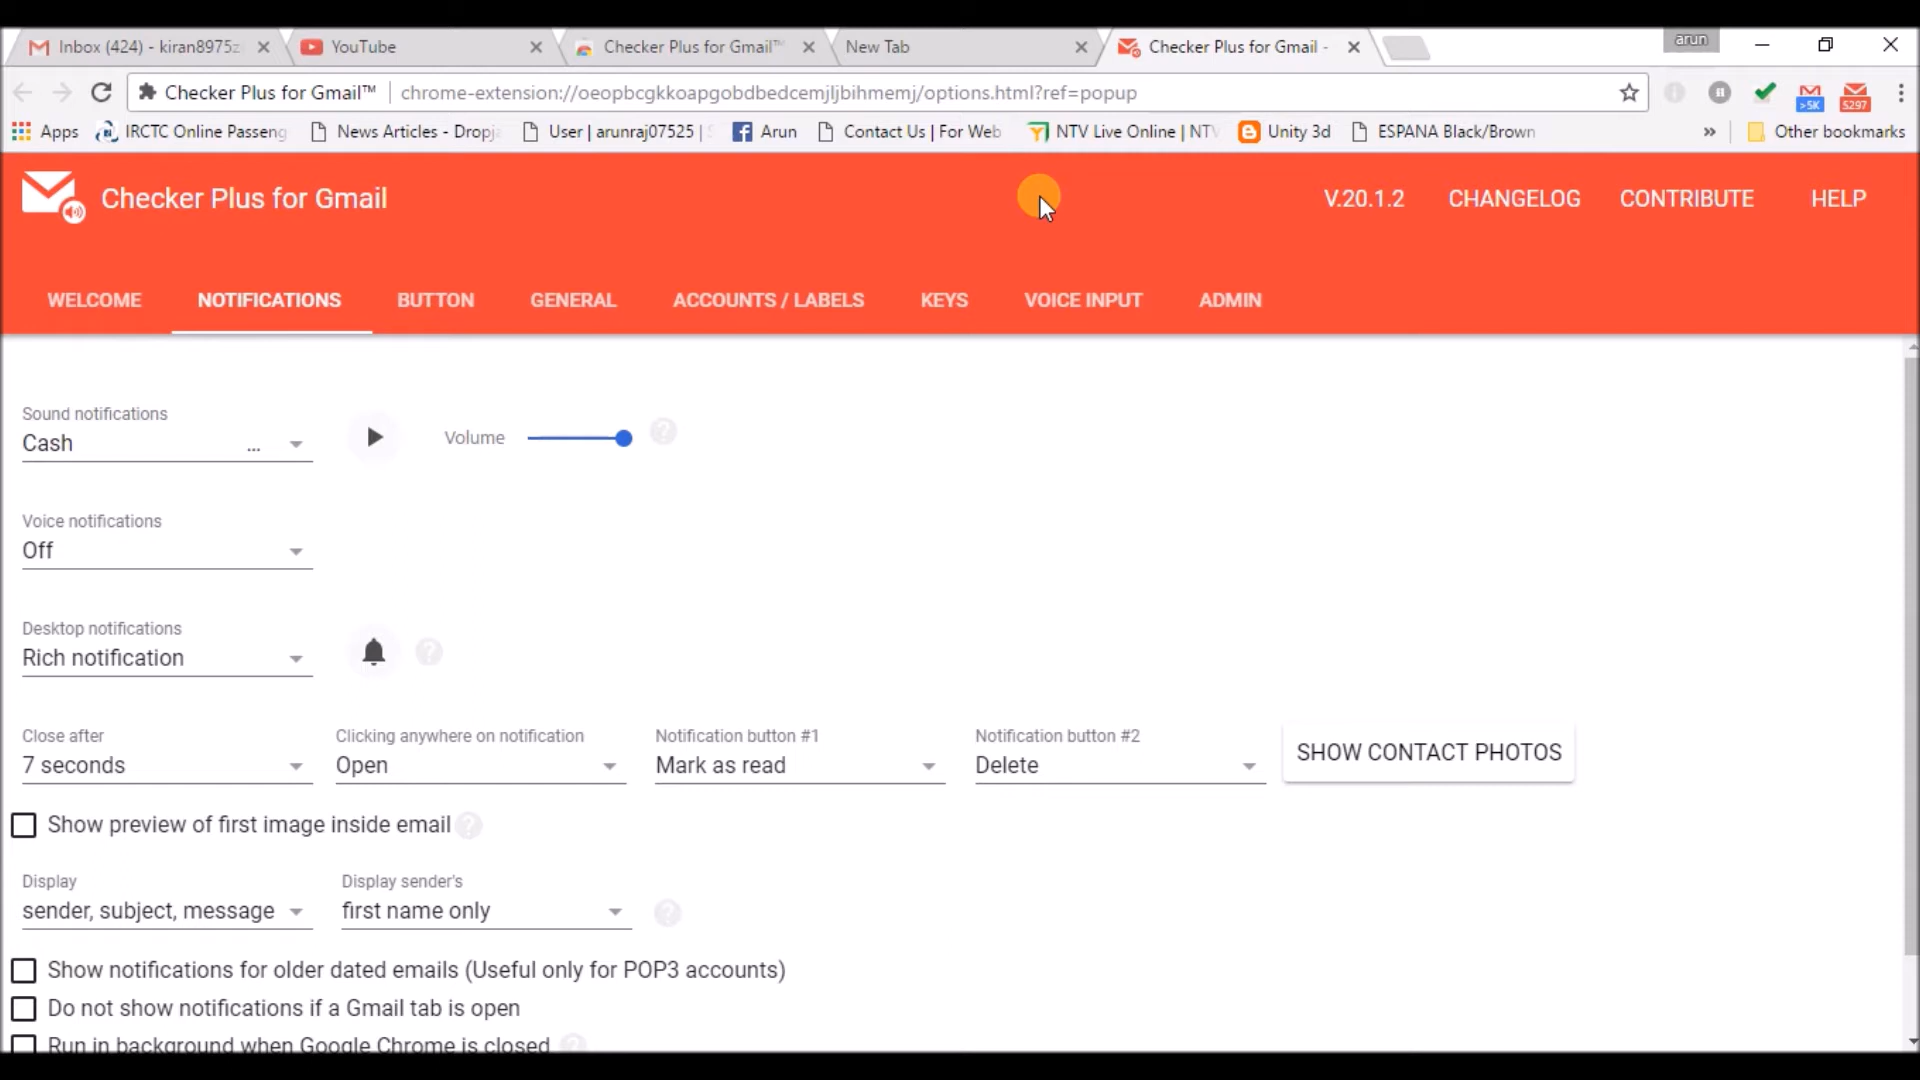 Inbox (424) - kiran8975z
YouTube
Checker Plus for Gmail™
New Tab
Checker Plus for Gmail -
arun
Checker Plus for Gmail™
chrome-extension://oeopbcgkkoapgobdbedcemjljbihmemj/options.html?ref=popup
>5K
5297
Apps
IRCTC Online Passeng
News Articles - Dropj
User | arunraj07525 |
Arun
Contact Us | For Web
NTV Live Online | NTV
Unity 3d
ESPANA Black/Brown
»
Other bookmarks
Checker Plus for Gmail
V.20.1.2
CHANGELOG
CONTRIBUTE
HELP
WELCOME
NOTIFICATIONS
BUTTON
GENERAL
ACCOUNTS / LABELS
KEYS
VOICE INPUT
ADMIN
Sound notifications
Cash ...
Volume
?
Voice notifications
Off
Desktop notifications
Rich notification
?
Close after
7 seconds
Clicking anywhere on notification
Open
Notification button #1
Mark as read
Notification button #2
Delete
SHOW CONTACT PHOTOS
Show preview of first image inside email ?
Display
sender, subject, message
Display sender's
first name only
?
Show notifications for older dated emails (Useful only for POP3 accounts)
Do not show notifications if a Gmail tab is open
Run in background when Google Chrome is closed ?